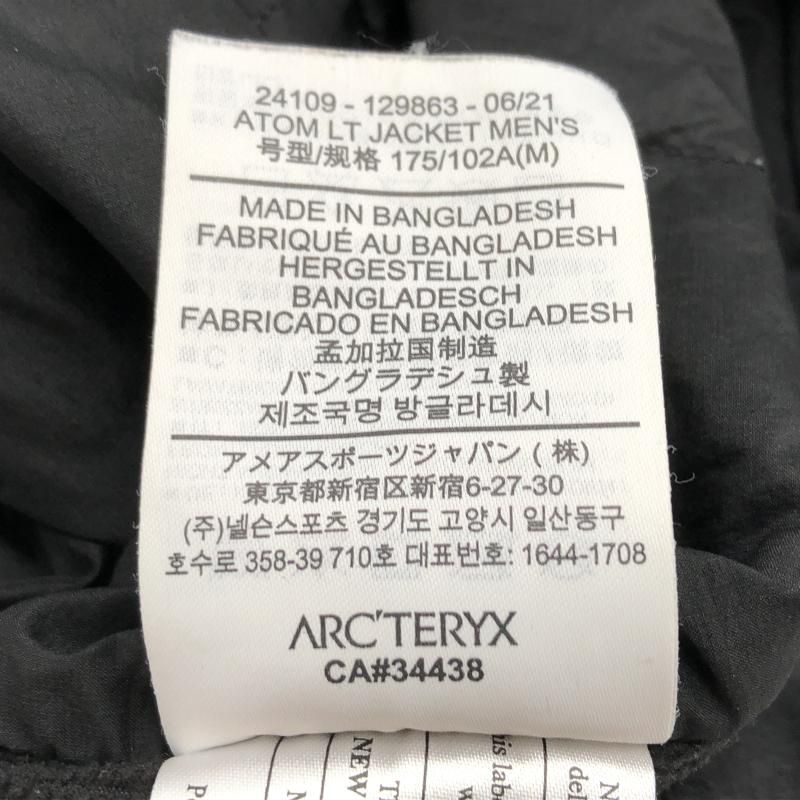 24109 - 129863 - 06/21
ATOM LT JACKET MEN'S
号型/规格 175/102A(M)
MADE IN BANGLADESH
FABRIQUÉ AU BANGLADESH
HERGESTELLT IN
BANGLADESCH
FABRICADO EN BANGLADESH
孟加拉国制造
バングラデシュ製
제조국명 방글라데시
アメアスポーツジャパン (株)
東京都新宿区新宿6-27-30
(주)넬슨스포츠 경기도 고양시 일산동구
호수로 358-39 710호 대표번호: 1644-1708
ARC'TERYX
CA#34438
NEW